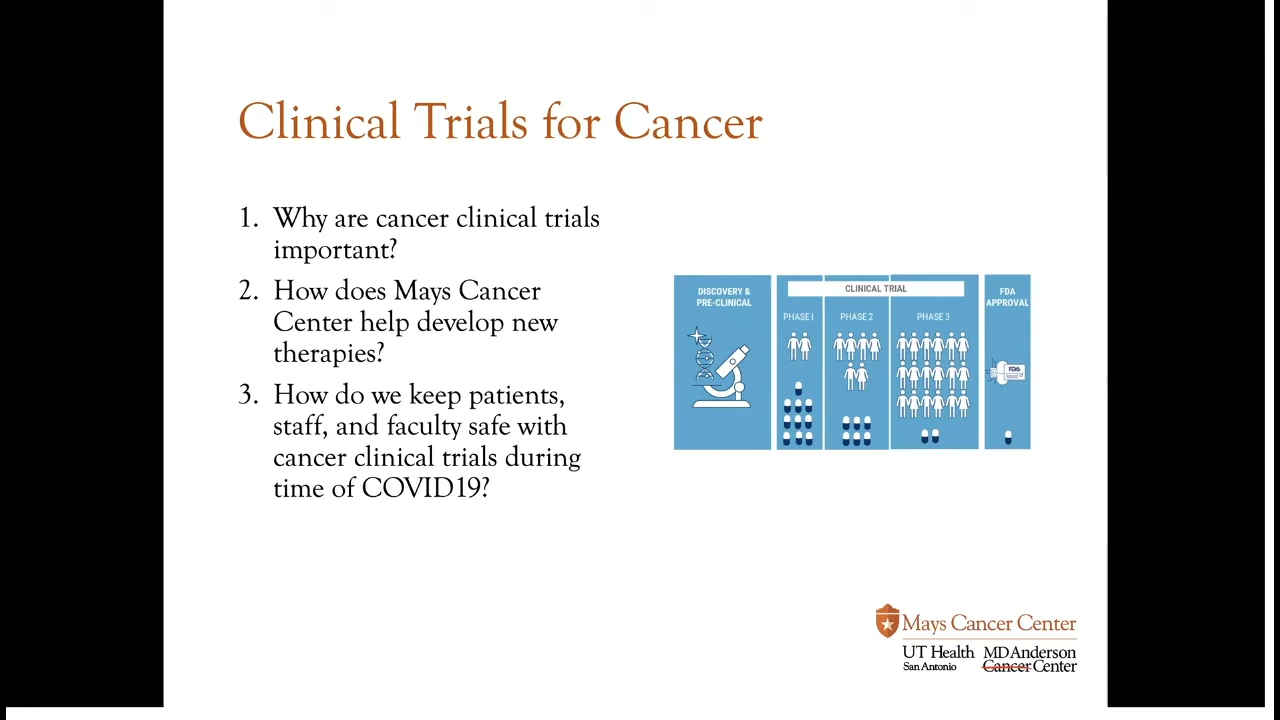 Clinical Trials for Cancer
1. Why are cancer clinical trials
important?
2. How does Mays Cancer
Center help develop new
therapies?
3. How do we keep patients,
staff, and faculty safe with
cancer clinical trials during
time of COVID19?
DISCOVERY &
PRE-CLINICAL
CLINICAL TRIAL
PHASE I
PHASE 2
PHASE 3
FDA
APPROVAL
FDA
Mays Cancer Center
UT Health
San Antonio
MD Anderson
Cancer Center